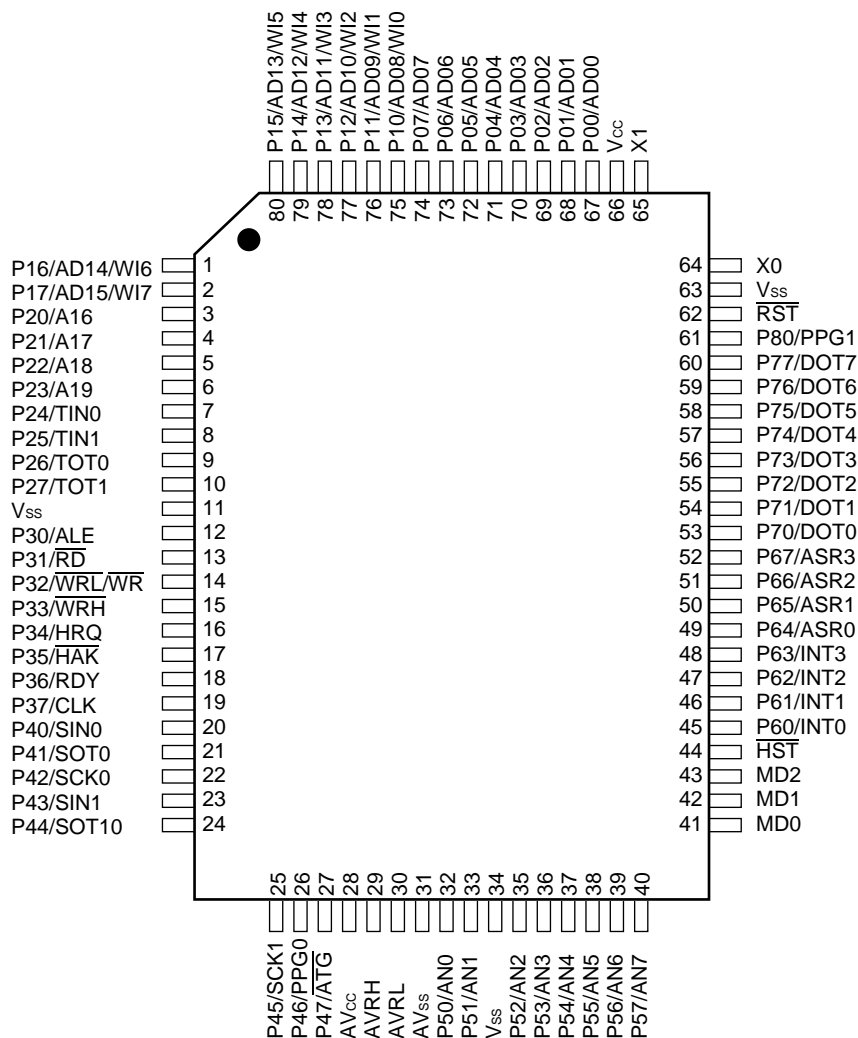 P15/AD13/WI5
P14/AD12/WI4
P13/AD11/WI3
P12/AD10/WI2
P11/AD09/WI1
P10/AD08/WI0
P07/AD07
P06/AD06
P05/AD05
P04/AD04
P03/AD03
P02/AD02
P01/AD01
P00/AD00
Vcc
X1
80
79
78
77
76
75
74
73
72
71
70
69
68
67
66
65
P16/AD14/WI6 1
P17/AD15/WI7 2
P20/A16 3
P21/A17 4
P22/A18 5
P23/A19 6
P24/TIN0 7
P25/TIN1 8
P26/TOT0 9
P27/TOT1 10
Vss 11
P30/ALE 12
P31/R̅D̅ 13
P32/W̅R̅L̅/W̅R̅ 14
P33/W̅R̅H̅ 15
P34/HRQ 16
P35/H̅A̅K̅ 17
P36/RDY 18
P37/CLK 19
P40/SIN0 20
P41/SOT0 21
P42/SCK0 22
P43/SIN1 23
P44/SOT10 24
64 X0
63 Vss
62 R̅S̅T̅
61 P80/PPG1
60 P77/DOT7
59 P76/DOT6
58 P75/DOT5
57 P74/DOT4
56 P73/DOT3
55 P72/DOT2
54 P71/DOT1
53 P70/DOT0
52 P67/ASR3
51 P66/ASR2
50 P65/ASR1
49 P64/ASR0
48 P63/INT3
47 P62/INT2
46 P61/INT1
45 P60/INT0
44 H̅S̅T̅
43 MD2
42 MD1
41 MD0
25
26
27
28
29
30
31
32
33
34
35
36
37
38
39
40
P45/SCK1
P46/PPG0
P47/A̅T̅G̅
AVcc
AVRH
AVRL
AVss
P50/AN0
P51/AN1
Vss
P52/AN2
P53/AN3
P54/AN4
P55/AN5
P56/AN6
P57/AN7